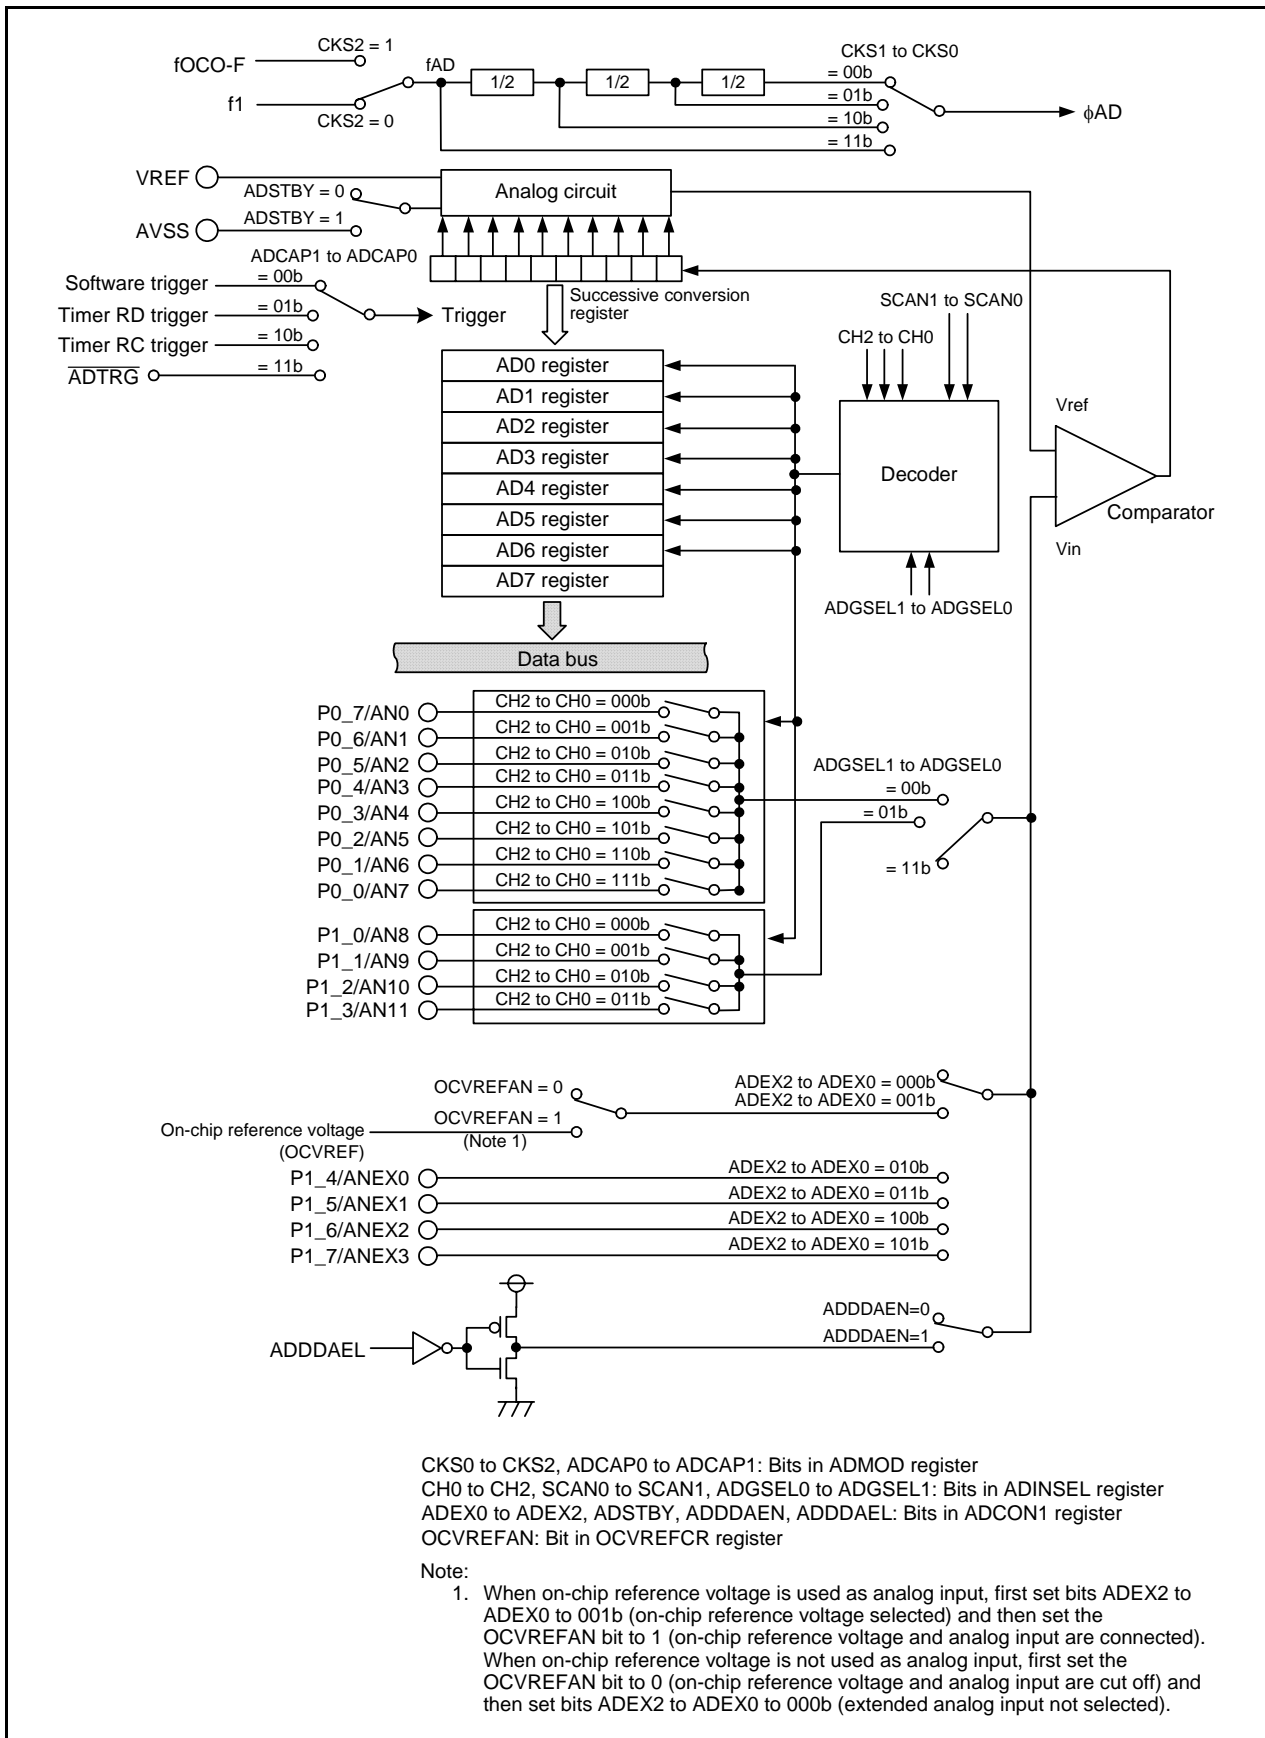 CKS2 = 1
fOCO-F
fAD
f1
CKS2 = 0
1/2
1/2
1/2
CKS1 to CKS0
= 00b
= 01b
= 10b
= 11b
ϕAD
VREF
ADSTBY = 0
Analog circuit
AVSS
ADSTBY = 1
ADCAP1 to ADCAP0
Software trigger
= 00b
Timer RD trigger
= 01b
Trigger
Timer RC trigger
= 10b
ADTRG
= 11b
Successive conversion
register
SCAN1 to SCAN0
CH2 to CH0
AD0 register
AD1 register
AD2 register
AD3 register
AD4 register
AD5 register
AD6 register
AD7 register
Decoder
Vref
Comparator
Vin
ADGSEL1 to ADGSEL0
Data bus
P0_7/AN0
CH2 to CH0 = 000b
P0_6/AN1
CH2 to CH0 = 001b
P0_5/AN2
CH2 to CH0 = 010b
P0_4/AN3
CH2 to CH0 = 011b
P0_3/AN4
CH2 to CH0 = 100b
P0_2/AN5
CH2 to CH0 = 101b
P0_1/AN6
CH2 to CH0 = 110b
P0_0/AN7
CH2 to CH0 = 111b
ADGSEL1 to ADGSEL0
= 00b
= 01b
= 11b
P1_0/AN8
CH2 to CH0 = 000b
P1_1/AN9
CH2 to CH0 = 001b
P1_2/AN10
CH2 to CH0 = 010b
P1_3/AN11
CH2 to CH0 = 011b
OCVREFAN = 0
ADEX2 to ADEX0 = 000b
ADEX2 to ADEX0 = 001b
On-chip reference voltage
(OCVREF)
OCVREFAN = 1
(Note 1)
P1_4/ANEX0
ADEX2 to ADEX0 = 010b
P1_5/ANEX1
ADEX2 to ADEX0 = 011b
P1_6/ANEX2
ADEX2 to ADEX0 = 100b
P1_7/ANEX3
ADEX2 to ADEX0 = 101b
ADDDAEL
ADDDAEN=0
ADDDAEN=1
CKS0 to CKS2, ADCAP0 to ADCAP1: Bits in ADMOD register
CH0 to CH2, SCAN0 to SCAN1, ADGSEL0 to ADGSEL1: Bits in ADINSEL register
ADEX0 to ADEX2, ADSTBY, ADDDAEN, ADDDAEL: Bits in ADCON1 register
OCVREFAN: Bit in OCVREFCR register
Note:
1. When on-chip reference voltage is used as analog input, first set bits ADEX2 to
ADEX0 to 001b (on-chip reference voltage selected) and then set the
OCVREFAN bit to 1 (on-chip reference voltage and analog input are connected).
When on-chip reference voltage is not used as analog input, first set the
OCVREFAN bit to 0 (on-chip reference voltage and analog input are cut off) and
then set bits ADEX2 to ADEX0 to 000b (extended analog input not selected).